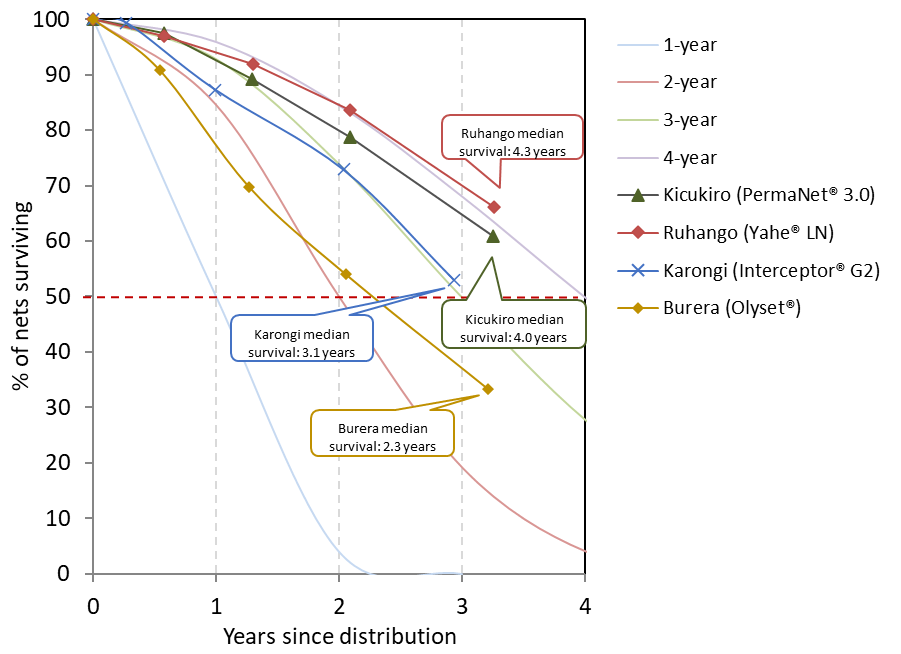 100
90
80
70
60
50
40
30
20
10
0
% of nets surviving
0 1 2 3 4
Years since distribution
Ruhango median
survival: 4.3 years
Karongi median
survival: 3.1 years
Kicukiro median
survival: 4.0 years
Burera median
survival: 2.3 years
1-year
2-year
3-year
4-year
Kicukiro (PermaNet® 3.0)
Ruhango (Yahe® LN)
Karongi (Interceptor® G2)
Burera (Olyset®)